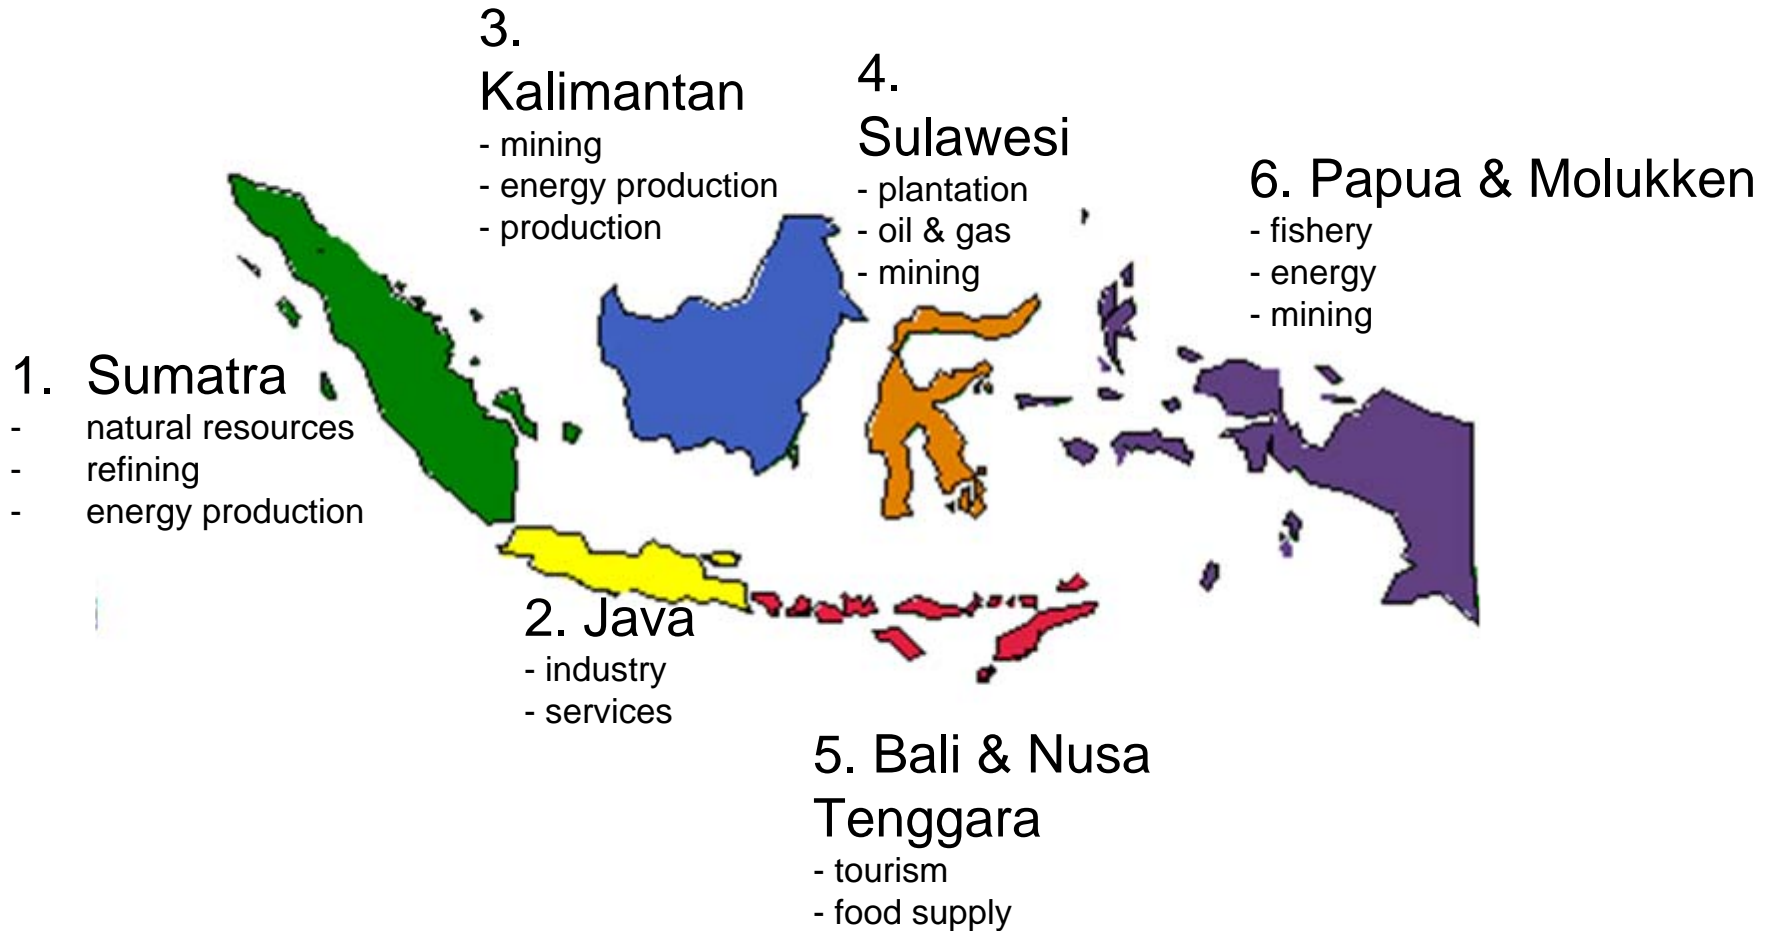 3.
Kalimantan
- mining
- energy production
- production
4.
Sulawesi
- plantation
- oil & gas
- mining
6. Papua & Molukken
- fishery
- energy
- mining
1. Sumatra
- natural resources
- refining
- energy production
2. Java
- industry
- services
5. Bali & Nusa
Tenggara
- tourism
- food supply